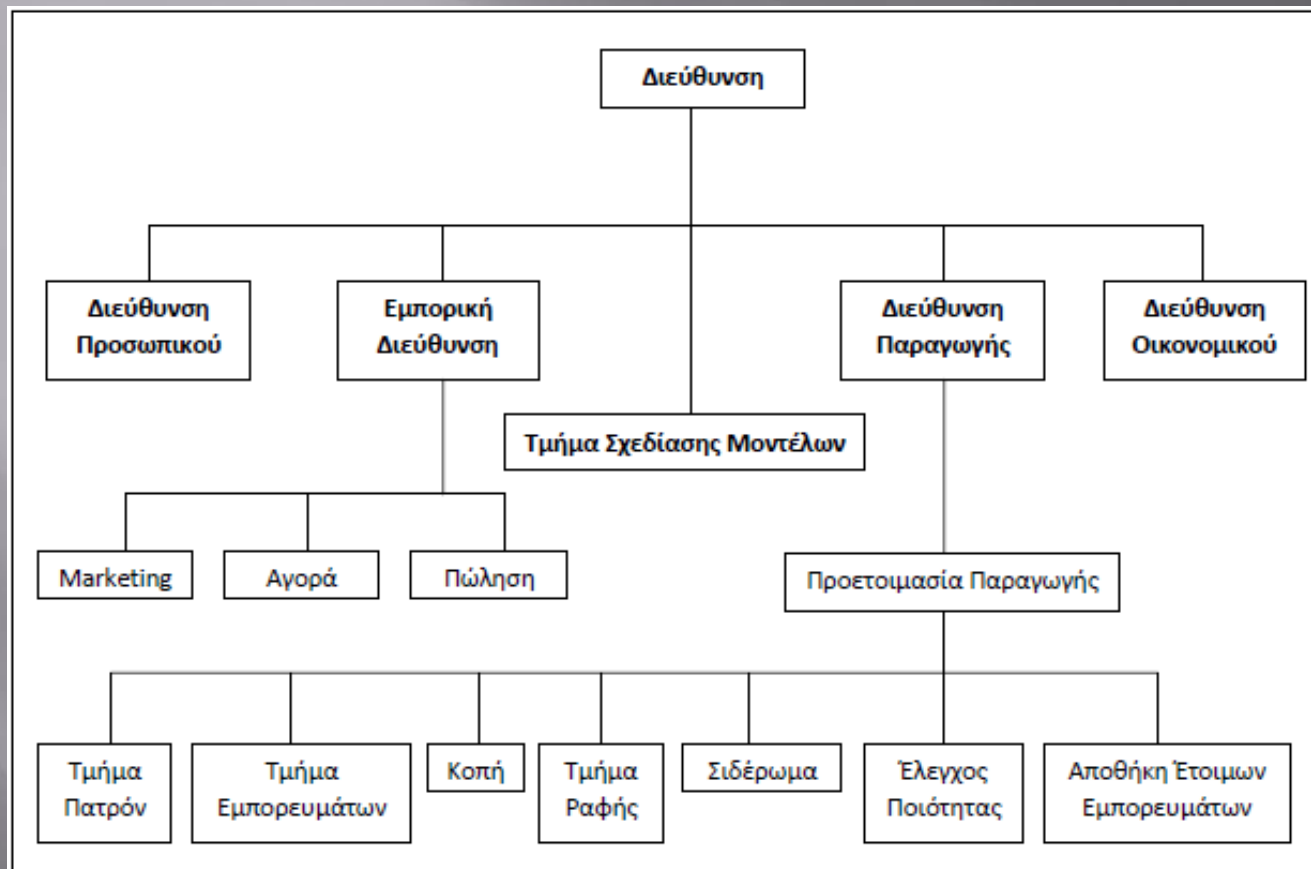 Διεύθυνση
Διεύθυνση
Προσωπικού
Εμπορική
Διεύθυνση
Διεύθυνση
Παραγωγής
Διεύθυνση
Οικονομικού
Τμήμα Σχεδίασης Μοντέλων
Marketing
Αγορά
Πώληση
Προετοιμασία Παραγωγής
Τμήμα
Πατρόν
Τμήμα
Εμπορευμάτων
Κοπή
Τμήμα
Ραφής
Σιδέρωμα
Έλεγχος
Ποιότητας
Αποθήκη Έτοιμων
Εμπορευμάτων